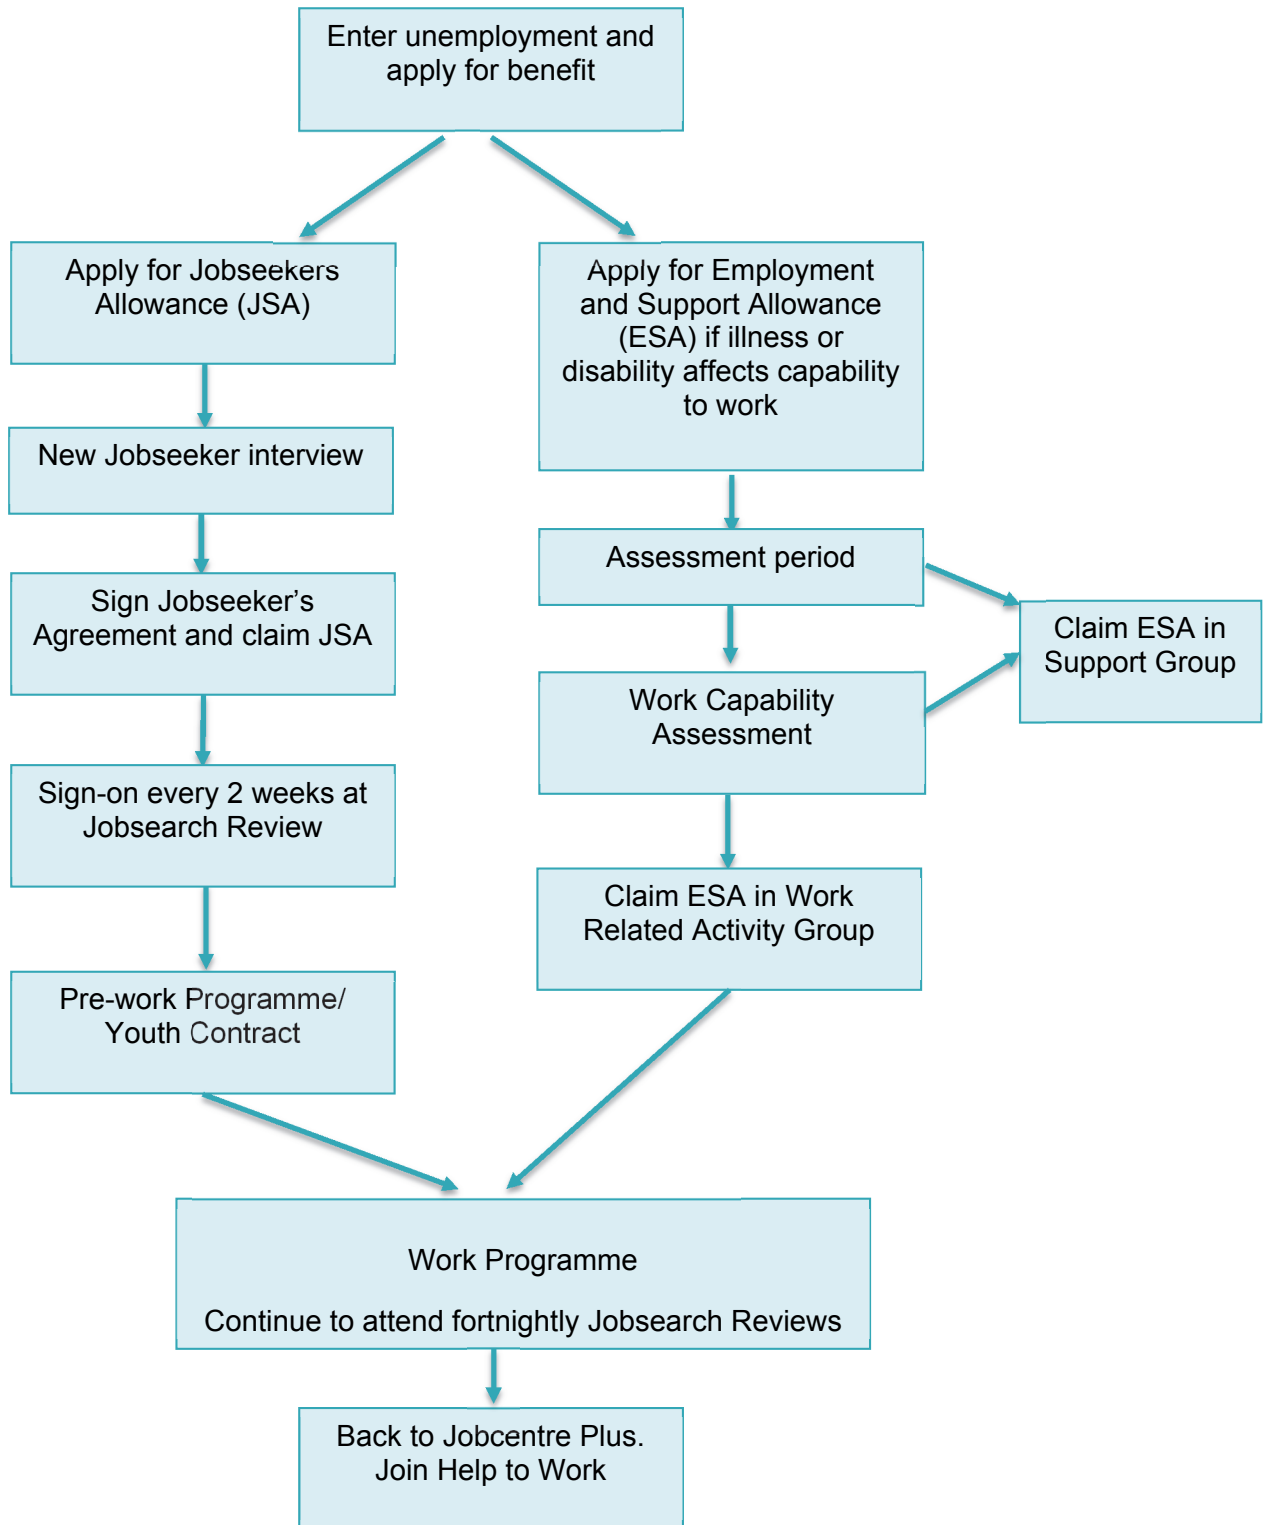 Enter unemployment and
apply for benefit
Apply for Jobseekers
Allowance (JSA)
Apply for Employment
and Support Allowance
(ESA) if illness or
disability affects capability
to work
New Jobseeker interview
Assessment period
Sign Jobseeker’s
Agreement and claim JSA
Claim ESA in
Support Group
Work Capability
Assessment
Sign-on every 2 weeks at
Jobsearch Review
Claim ESA in Work
Related Activity Group
Pre-work Programme/
Youth Contract
Work Programme
Continue to attend fortnightly Jobsearch Reviews
Back to Jobcentre Plus.
Join Help to Work